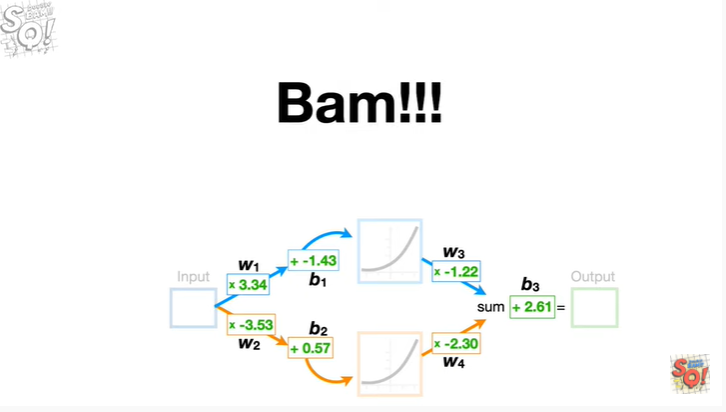 Bam!!!
Input
w1
x 3.34
+ -1.43
b1
w3
x -1.22
b3
Output
sum + 2.61 =
x -3.53
w2
b2
+ 0.57
x -2.30
w4
SQ!